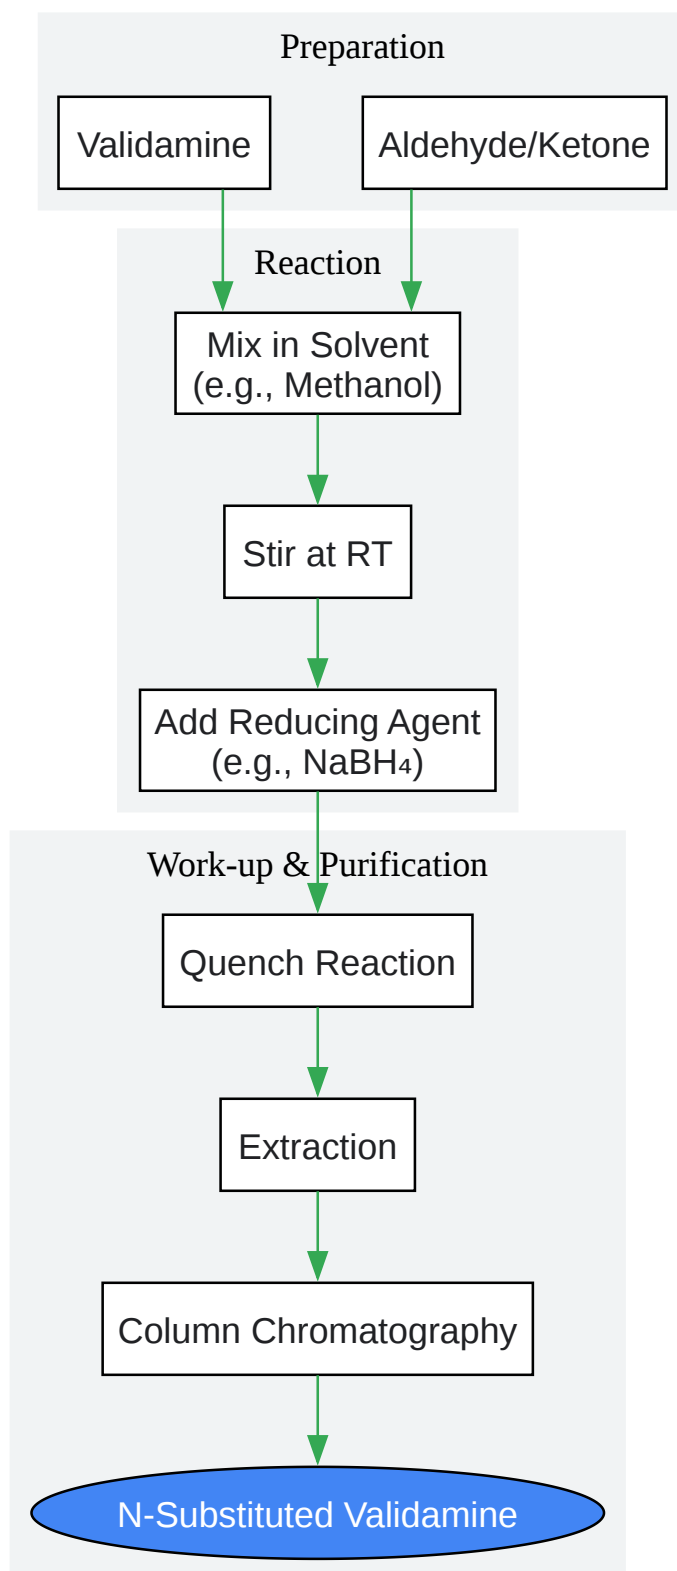 Preparation
Validamine
Aldehyde/Ketone
Reaction
Mix in Solvent
(e.g., Methanol)
Stir at RT
Add Reducing Agent
(e.g., NaBH₄)
Work-up & Purification
Quench Reaction
Extraction
Column Chromatography
N-Substituted Validamine